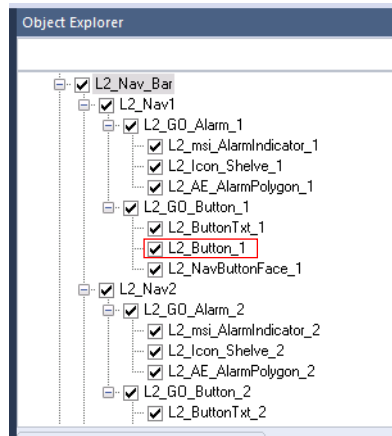 Object Explorer
L2_Nav_Bar
L2_Nav1
L2_GO_Alarm_1
L2_msi_AlarmIndicator_1
L2_Icon_Shelve_1
L2_AE_AlarmPolygon_1
L2_GO_Button_1
L2_ButtonTxt_1
L2_Button_1
L2_NavButtonFace_1
L2_Nav2
L2_GO_Alarm_2
L2_msi_AlarmIndicator_2
L2_Icon_Shelve_2
L2_AE_AlarmPolygon_2
L2_GO_Button_2
L2_ButtonTxt_2